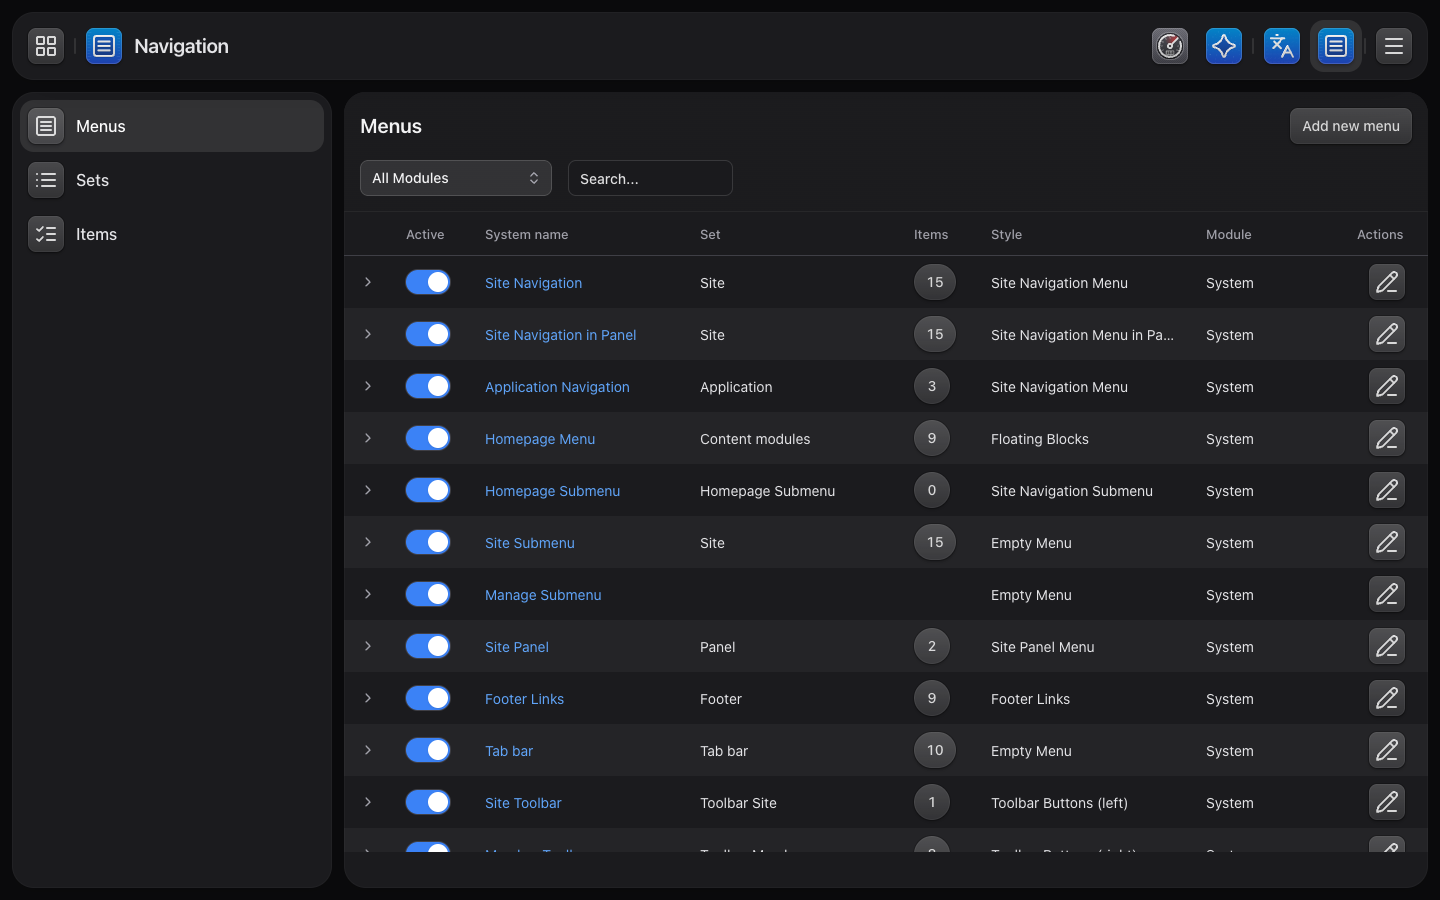 Navigation
Menus
Sets
Items
Menus
Add new menu
All Modules
Search...
Active System name Set Items Style Module Actions
Site Navigation Site 15 Site Navigation Menu System
Site Navigation in Panel Site 15 Site Navigation Menu in Pa... System
Application Navigation Application 3 Site Navigation Menu System
Homepage Menu Content modules 9 Floating Blocks System
Homepage Submenu Homepage Submenu 0 Site Navigation Submenu System
Site Submenu Site 15 Empty Menu System
Manage Submenu Empty Menu System
Site Panel Panel 2 Site Panel Menu System
Footer Links Footer 9 Footer Links System
Tab bar Tab bar 10 Empty Menu System
Site Toolbar Toolbar Site 1 Toolbar Buttons (left) System